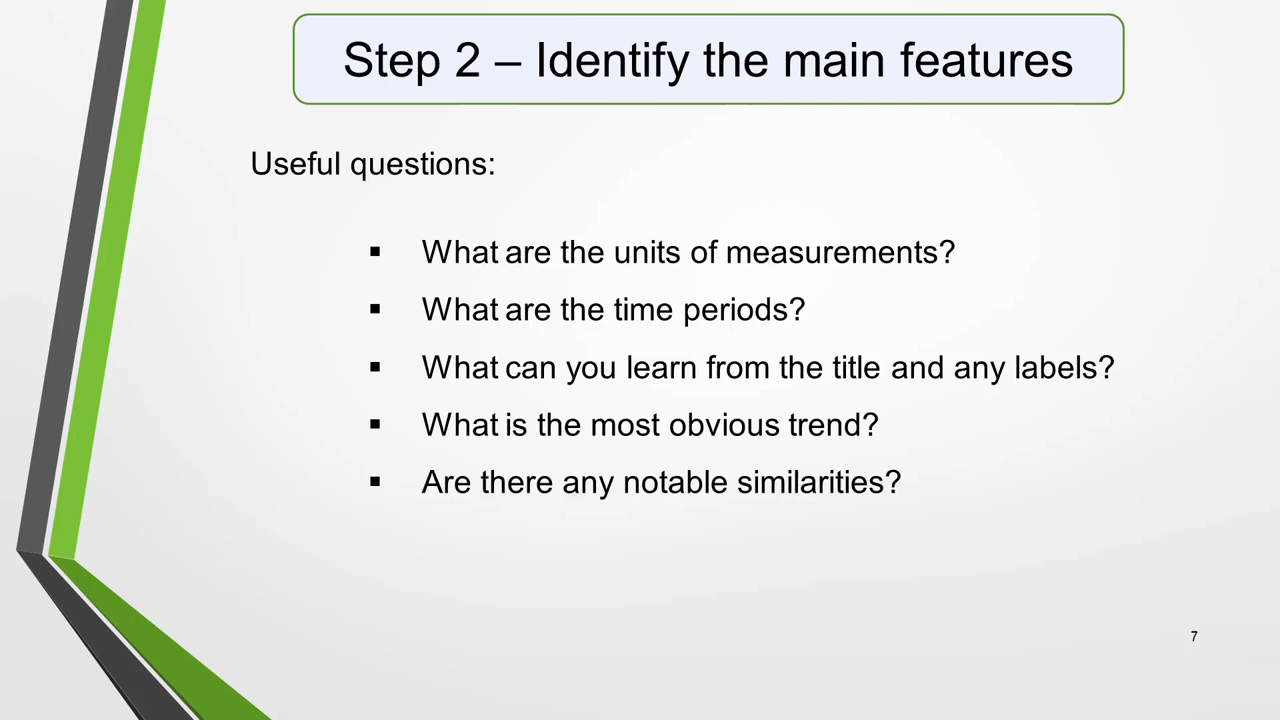 Step 2 – Identify the main features
Useful questions:
▪ What are the units of measurements?
▪ What are the time periods?
▪ What can you learn from the title and any labels?
▪ What is the most obvious trend?
▪ Are there any notable similarities?
7